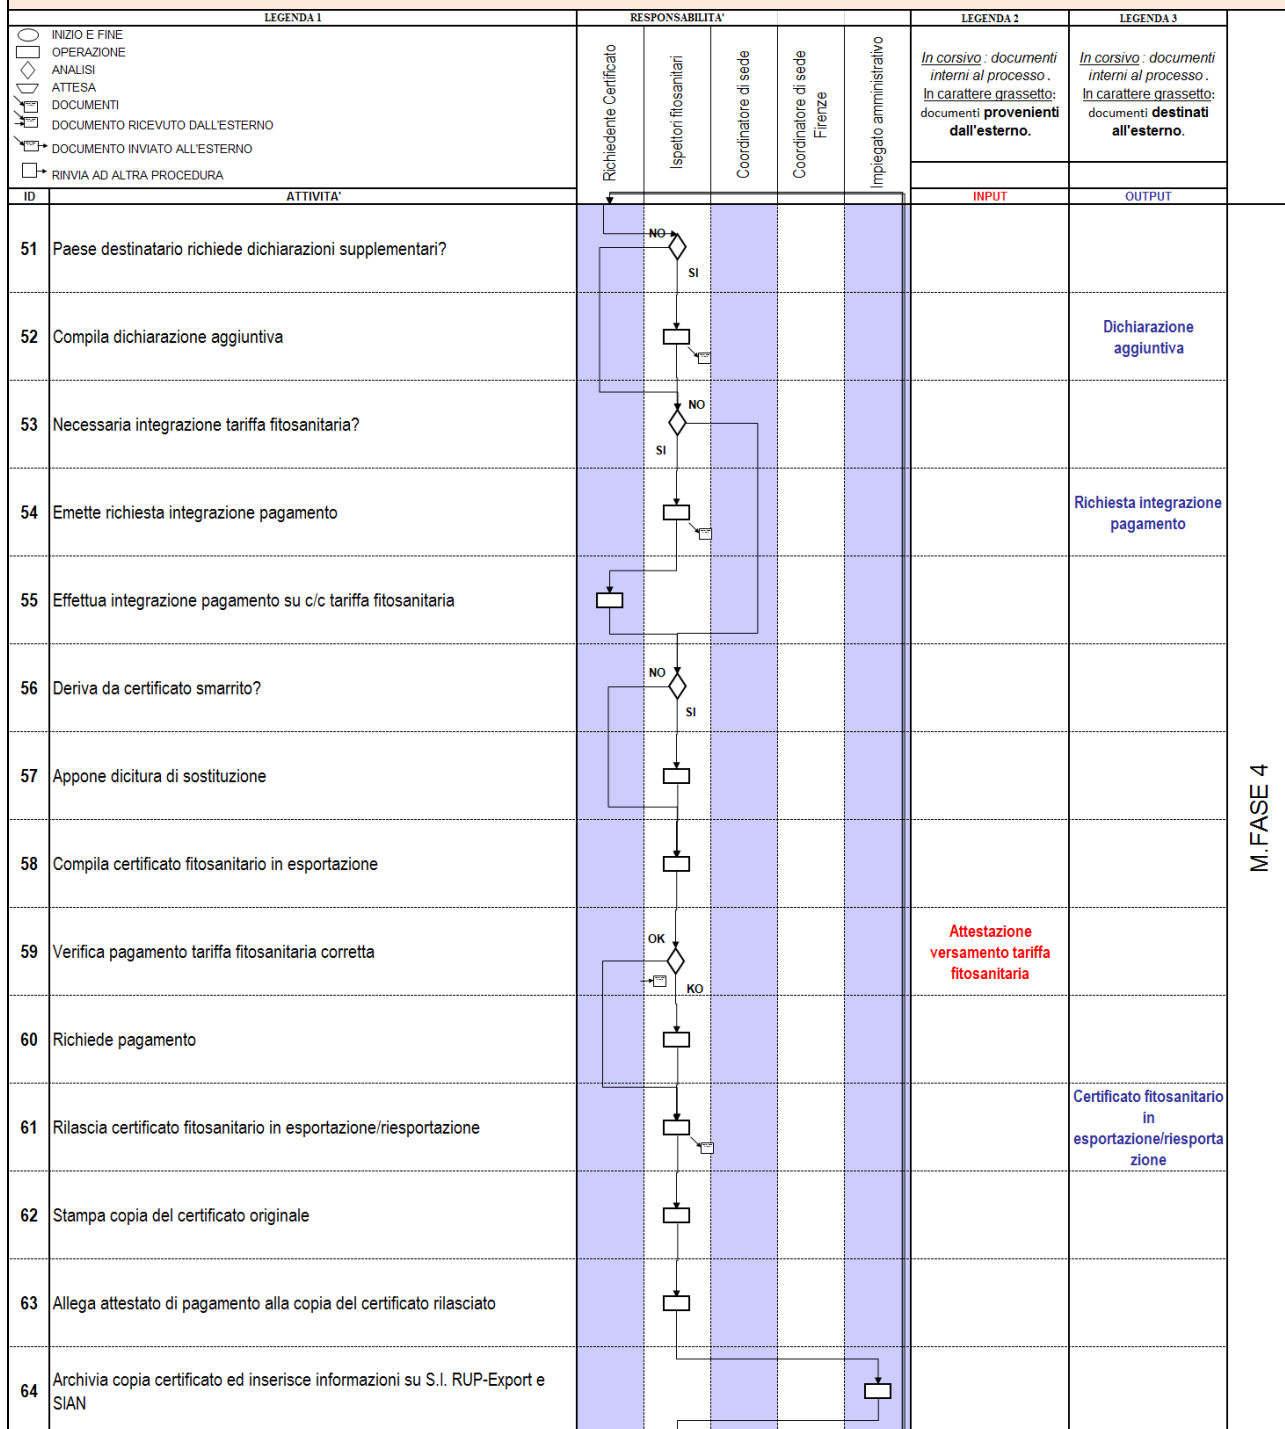 LEGENDA 1
RESPONSABILITA'
LEGENDA 2
LEGENDA 3
INIZIO E FINE
OPERAZIONE
ANALISI
ATTESA
DOCUMENTI
DOCUMENTO RICEVUTO DALL'ESTERNO
DOCUMENTO INVIATO ALL'ESTERNO
RINVIA AD ALTRA PROCEDURA
Richiedente Certificato
Ispettori fitosanitari
Coordinatore di sede
Coordinatore di sede
Firenze
Impiegato amministrativo
In corsivo : documenti
interni al processo .
In carattere grassetto:
documenti provenienti
dall'esterno.
In corsivo : documenti
interni al processo .
In carattere grassetto:
documenti destinati
all'esterno.
ID
ATTIVITA'
INPUT
OUTPUT
51 Paese destinatario richiede dichiarazioni supplementari?
NO
SI
52 Compila dichiarazione aggiuntiva
Dichiarazione
aggiuntiva
53 Necessaria integrazione tariffa fitosanitaria?
NO
SI
54 Emette richiesta integrazione pagamento
Richiesta integrazione
pagamento
55 Effettua integrazione pagamento su c/c tariffa fitosanitaria
56 Deriva da certificato smarrito?
NO
SI
57 Appone dicitura di sostituzione
M.FASE 4
58 Compila certificato fitosanitario in esportazione
59 Verifica pagamento tariffa fitosanitaria corretta
OK
KO
Attestazione
versamento tariffa
fitosanitaria
60 Richiede pagamento
61 Rilascia certificato fitosanitario in esportazione/riesportazione
Certificato fitosanitario
in
esportazione/riesporta
zione
62 Stampa copia del certificato originale
63 Allega attestato di pagamento alla copia del certificato rilasciato
64 Archivia copia certificato ed inserisce informazioni su S.I. RUP-Export e
SIAN